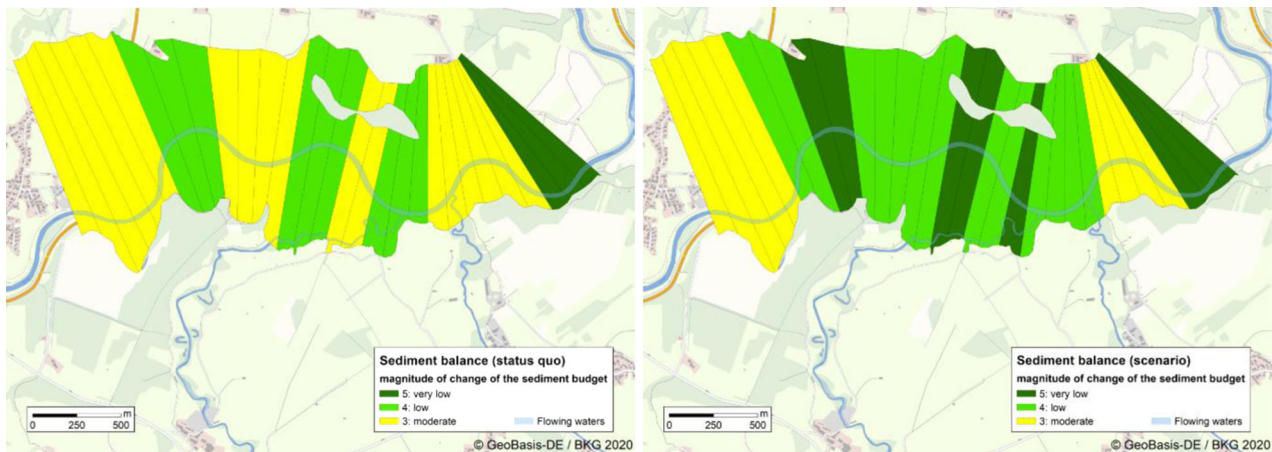 Sediment balance (status quo)
magnitude of change of the sediment budget
5: very low
4: low
3: moderate
Flowing waters
m
0 250 500
© GeoBasis-DE / BKG 2020
Sediment balance (scenario)
magnitude of change of the sediment budget
5: very low
4: low
3: moderate
Flowing waters
m
0 250 500
© GeoBasis-DE / BKG 2020